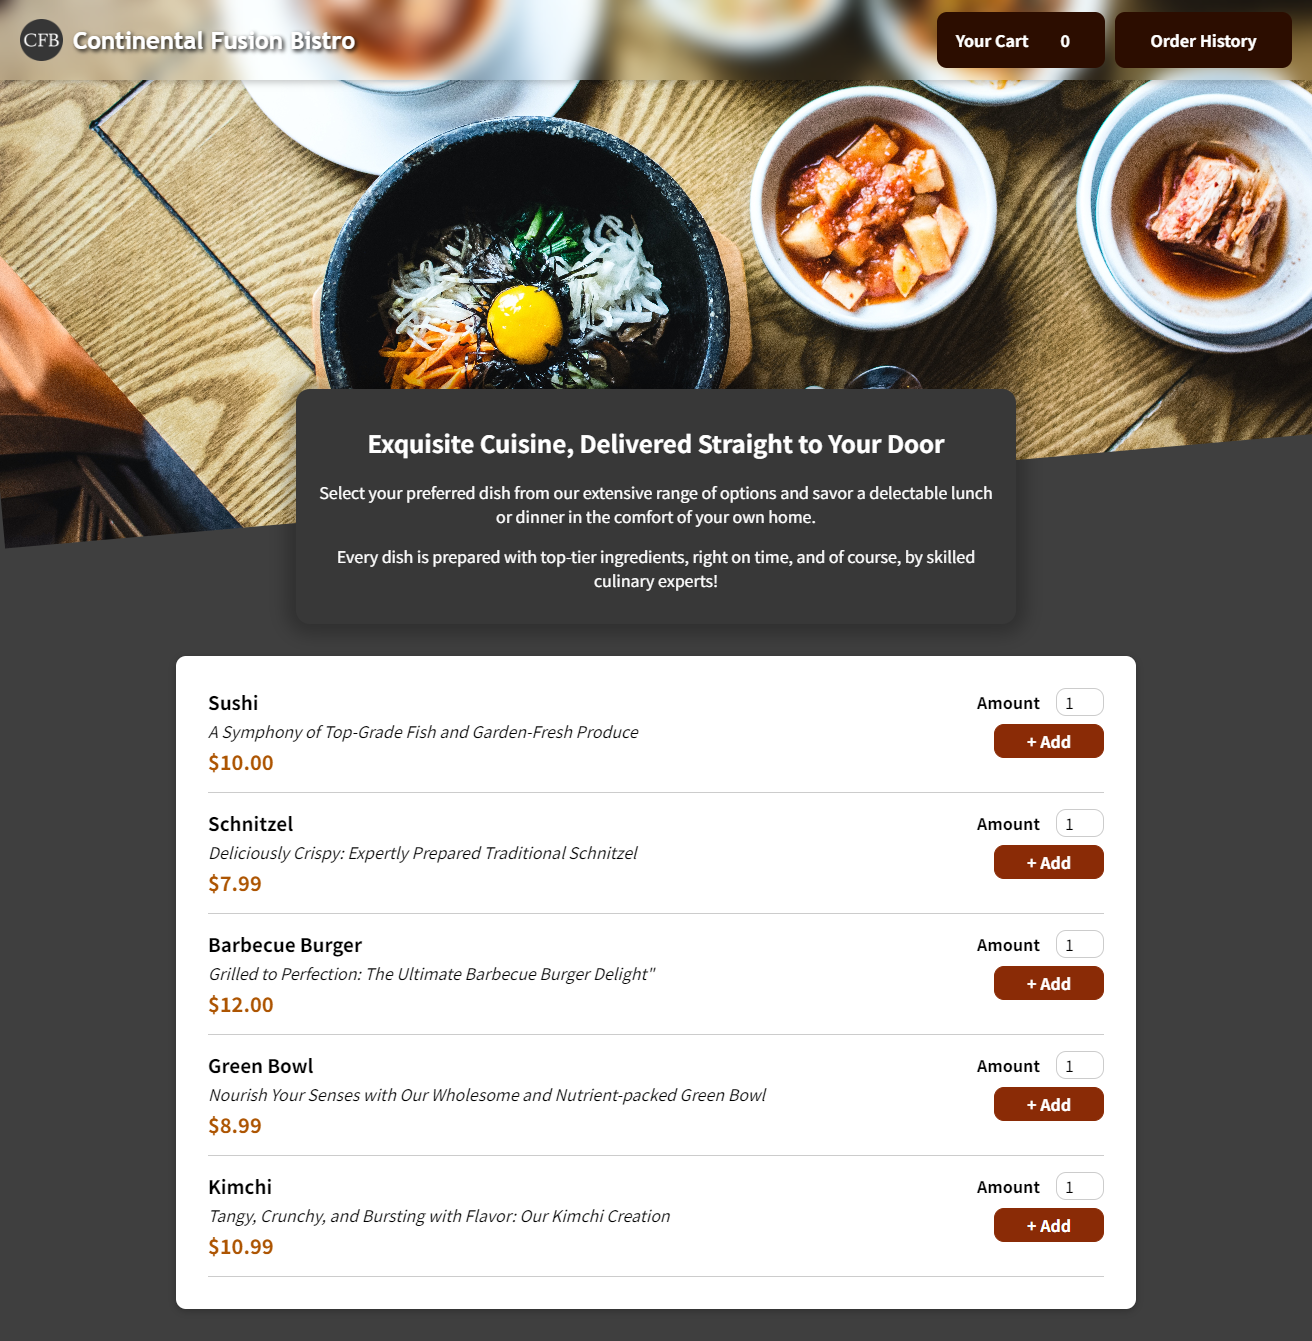 CFB Continental Fusion Bistro
Your Cart 0
Order History
Exquisite Cuisine, Delivered Straight to Your Door
Select your preferred dish from our extensive range of options and savor a delectable lunch
or dinner in the comfort of your own home.
Every dish is prepared with top-tier ingredients, right on time, and of course, by skilled
culinary experts!
Sushi
A Symphony of Top-Grade Fish and Garden-Fresh Produce
$10.00
Amount 1
+ Add
Schnitzel
Deliciously Crispy: Expertly Prepared Traditional Schnitzel
$7.99
Amount 1
+ Add
Barbecue Burger
Grilled to Perfection: The Ultimate Barbecue Burger Delight"
$12.00
Amount 1
+ Add
Green Bowl
Nourish Your Senses with Our Wholesome and Nutrient-packed Green Bowl
$8.99
Amount 1
+ Add
Kimchi
Tangy, Crunchy, and Bursting with Flavor: Our Kimchi Creation
$10.99
Amount 1
+ Add